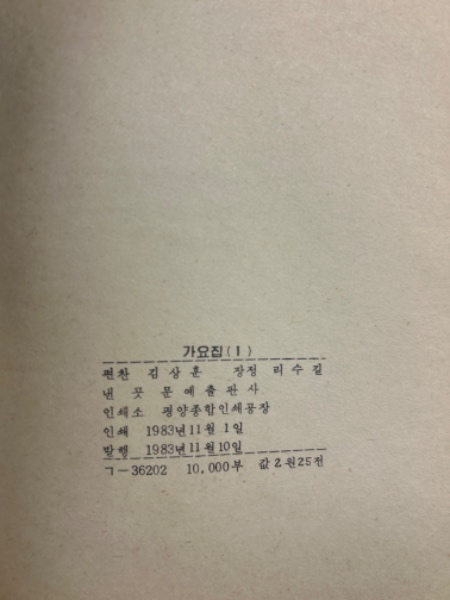 가요집(1)
편찬 김상훈 장정 리수길
낸 곳 문예출판사
인쇄소 평양종합인쇄공장
인쇄 1983년 11월 1일
발행 1983년 11월 10일
ㄱ-36202 10,000부 값 2원25전